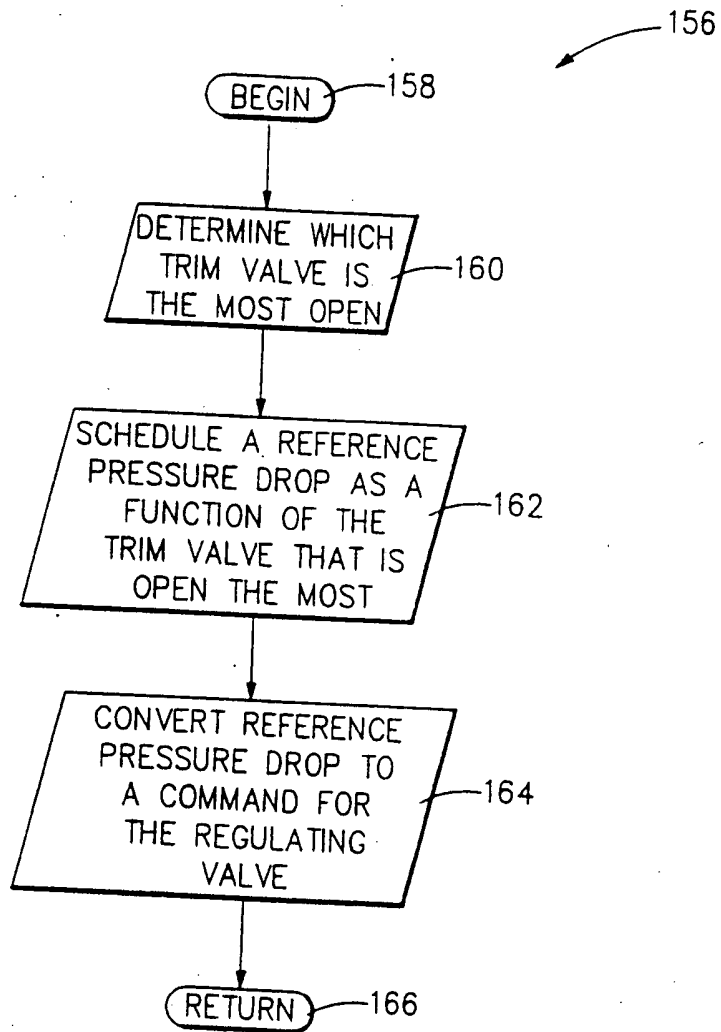 156
BEGIN
158
DETERMINE WHICH
TRIM VALVE IS
THE MOST OPEN
160
SCHEDULE A REFERENCE
PRESSURE DROP AS A
FUNCTION OF THE
TRIM VALVE THAT IS
OPEN THE MOST
162
CONVERT REFERENCE
PRESSURE DROP TO
A COMMAND FOR
THE REGULATING
VALVE
164
RETURN
166